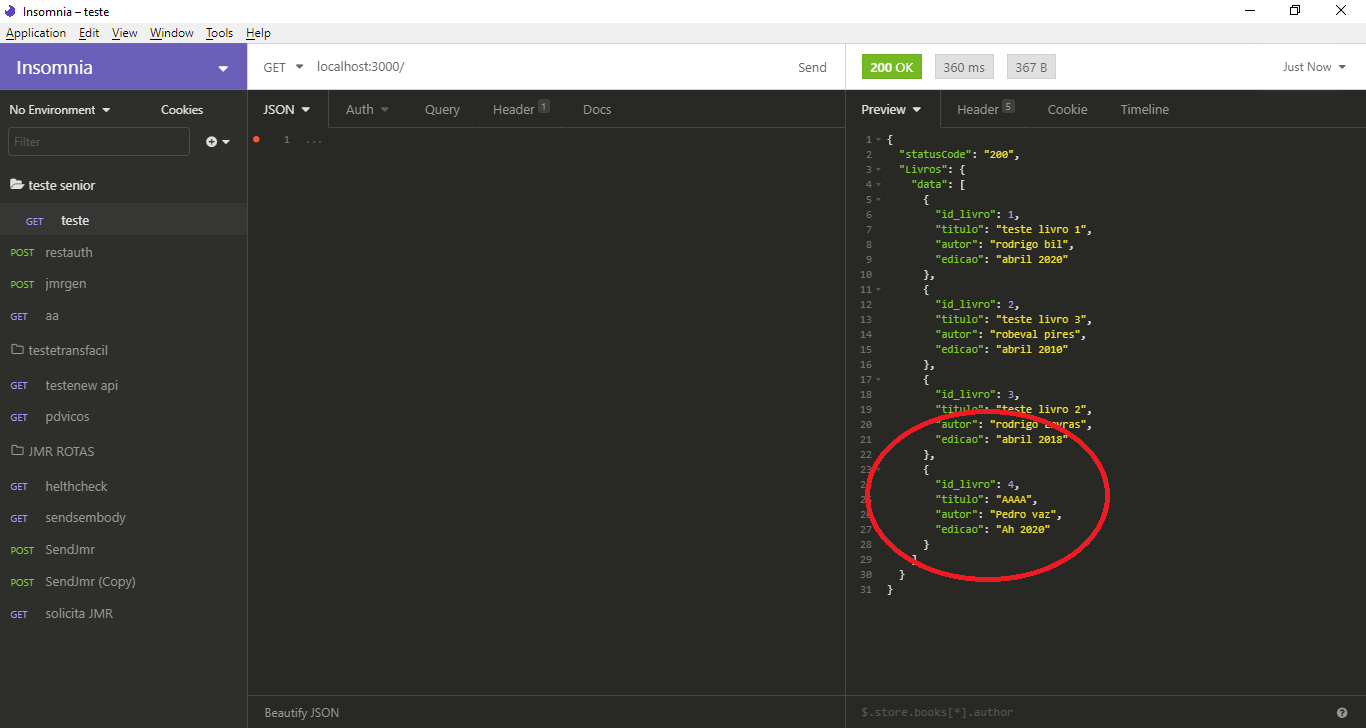 Insomnia – teste
Application Edit View Window Tools Help
Insomnia
GET localhost:3000/ Send
200 OK 360 ms 367 B Just Now
No Environment Cookies
JSON Auth Query Header 1 Docs
Preview Header 5 Cookie Timeline
Filter
teste senior
GET teste
POST restauth
POST jmrgen
GET aa
testetransfacil
GET testenew api
GET pdvicos
JMR ROTAS
GET helthcheck
GET sendsembody
POST SendJmr
POST SendJmr (Copy)
GET solicita JMR
1 ...
1 {
2 "statusCode": "200",
3 "Livros": {
4 "data": [
5 {
6 "id_livro": 1,
7 "titulo": "teste livro 1",
8 "autor": "rodrigo bil",
9 "edicao": "abril 2020"
10 },
11 {
12 "id_livro": 2,
13 "titulo": "teste livro 3",
14 "autor": "robeval pires",
15 "edicao": "abril 2010"
16 },
17 {
18 "id_livro": 3,
19 "titulo": "teste livro 2",
20 "autor": "rodrigo
21 "edicao": "abril 2018"
22 },
23 {
"id_livro": 4,
"titulo": "AAAA",
"autor": "Pedro vaz",
27 "edicao": "Ah 2020"
28 }
29 ]
30 }
31 }
Beautify JSON
$.store.books[*].author